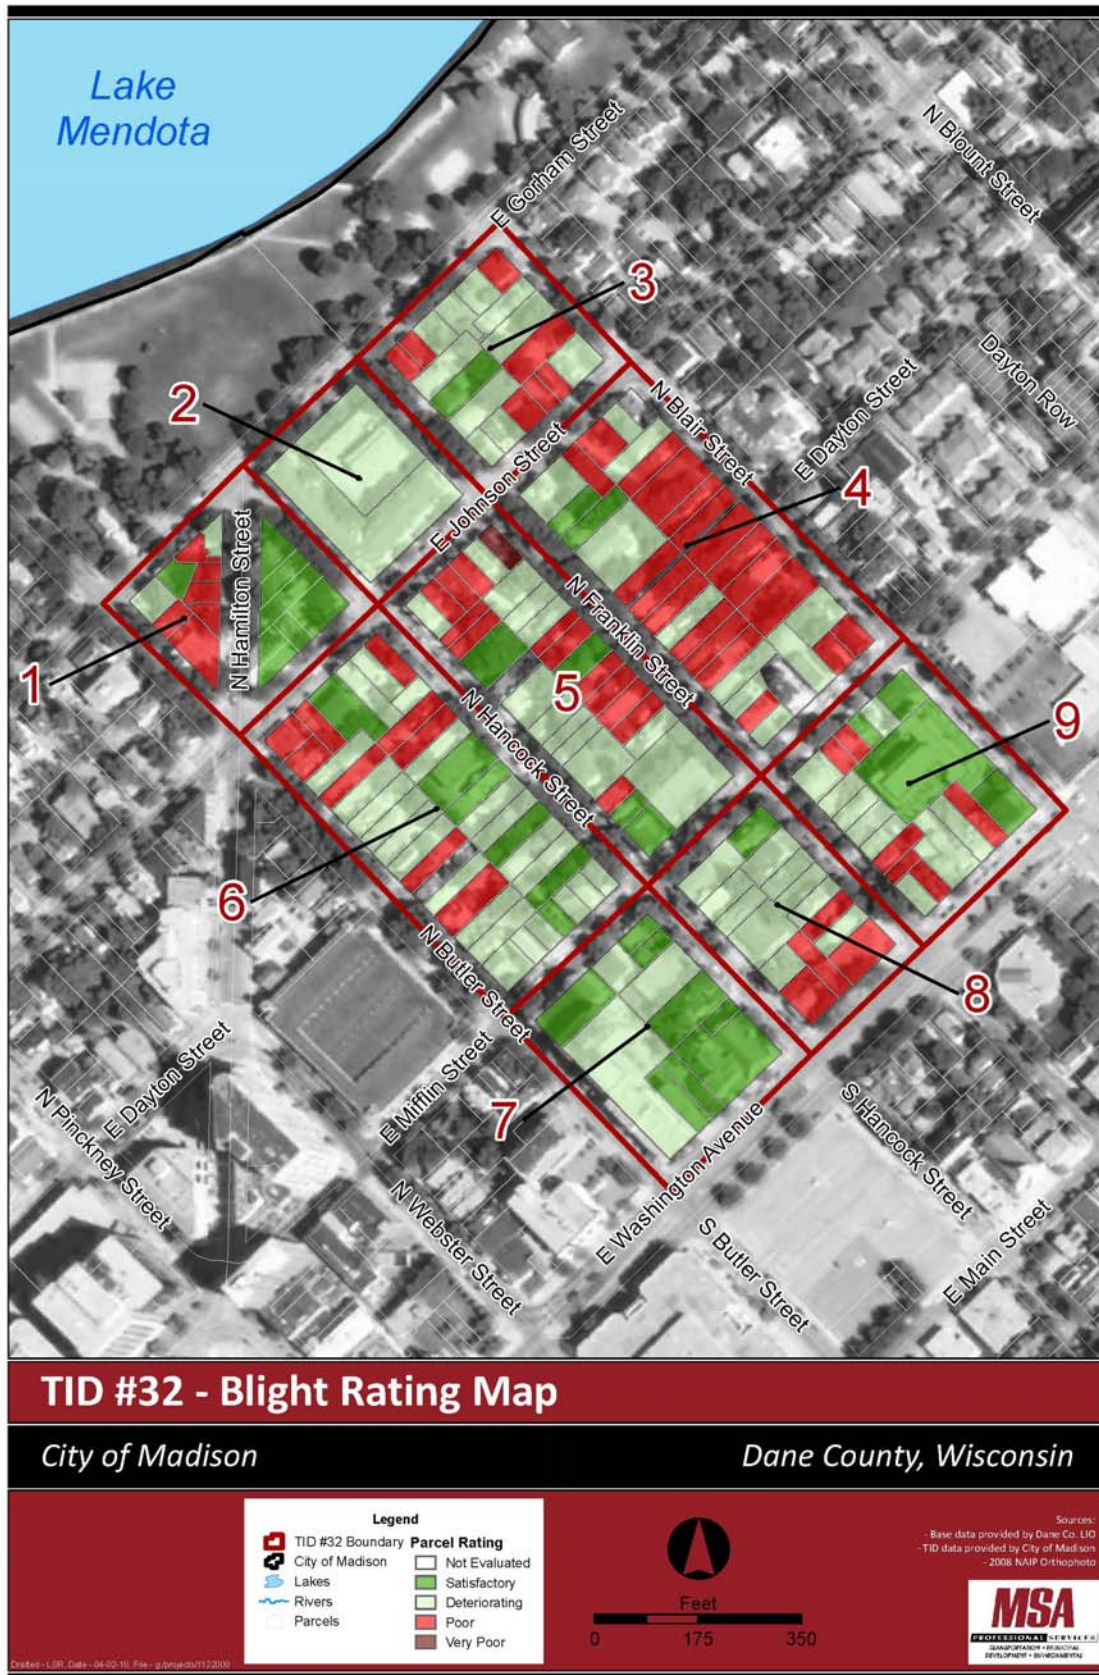 Lake
Mendota
E Gorham Street
N Blount Street
3
Dayton Row
2
N Blair Street
E Dayton Street
E Johnson Street
4
N Hamilton Street
N Franklin Street
1
5
N Hancock Street
9
6
N Butler Street
8
7
E Dayton Street
E Mifflin Street
N Pinckney Street
N Webster Street
E Washington Avenue
S Hancock Street
S Butler Street
E Main Street
TID #32 - Blight Rating Map
City of Madison
Dane County, Wisconsin
Legend
TID #32 Boundary
City of Madison
Lakes
Rivers
Parcels
Parcel Rating
Not Evaluated
Satisfactory
Deteriorating
Poor
Very Poor
Feet
0 175 350
Sources:
- Base data provided by Dane Co. LIO
- TID data provided by City of Madison
- 2008 NAIP Orthophoto
MSA
PROFESSIONAL SERVICES
TRANSPORTATION • MUNICIPAL
DEVELOPMENT • ENVIRONMENTAL